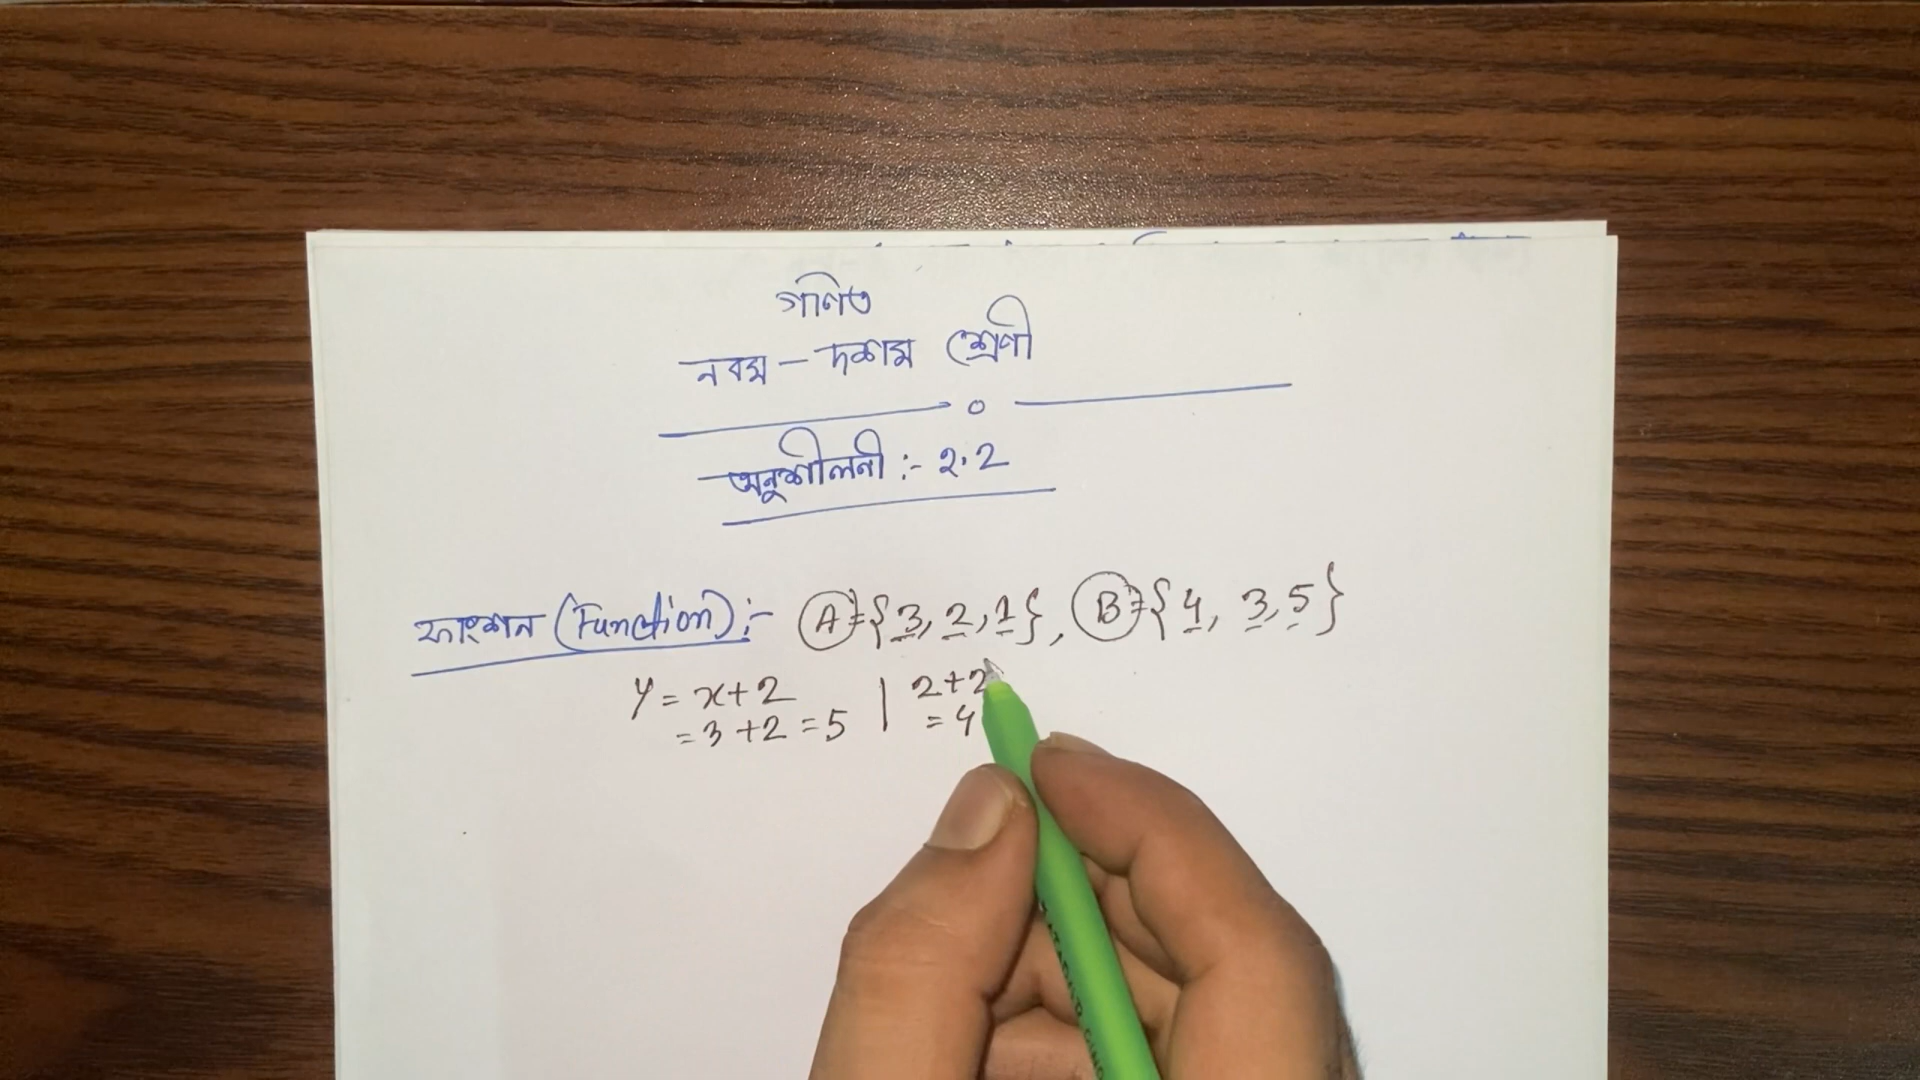 গণিত
নবম - দশম শ্রেণী
অনুশীলনী :- ২.2
ফাংশন (Function) :- A = {3, 2, 1}, B = {4, 3, 5}
y = x+2 | 2+2
= 3+2 = 5 | = 4